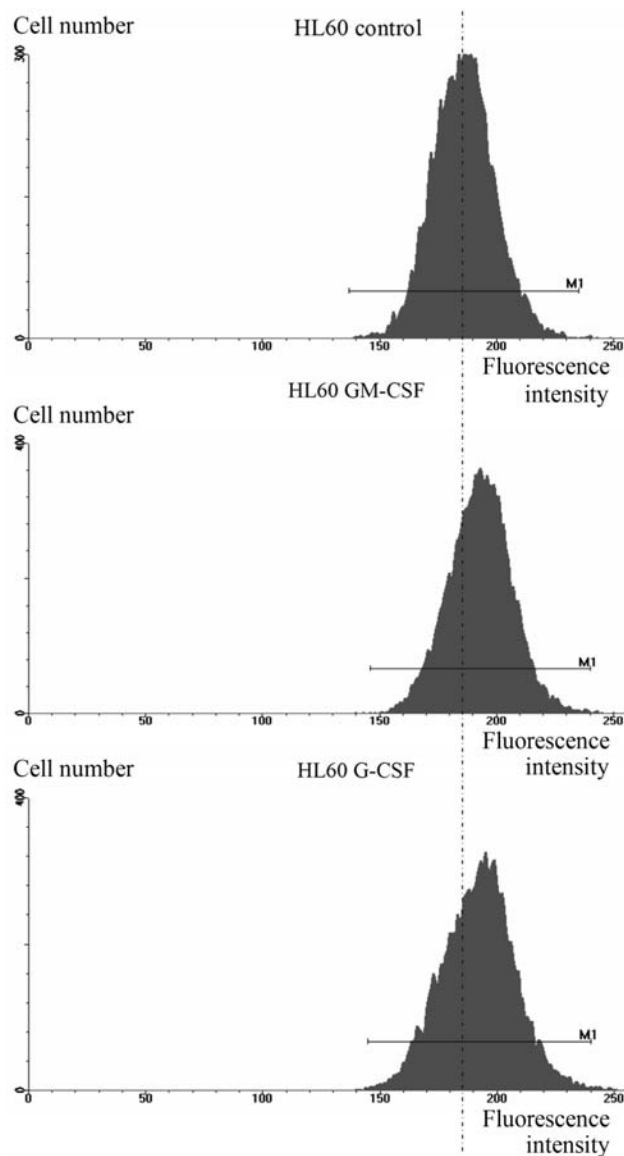 Cell number
HL60 control
300
M1
0
0 50 100 150 200 250
Fluorescence
intensity
HL60 GM-CSF
Cell number
400
M1
0
0 50 100 150 200 250
Fluorescence
intensity
Cell number
HL60 G-CSF
400
M1
0
0 50 100 150 200 250
Fluorescence
intensity